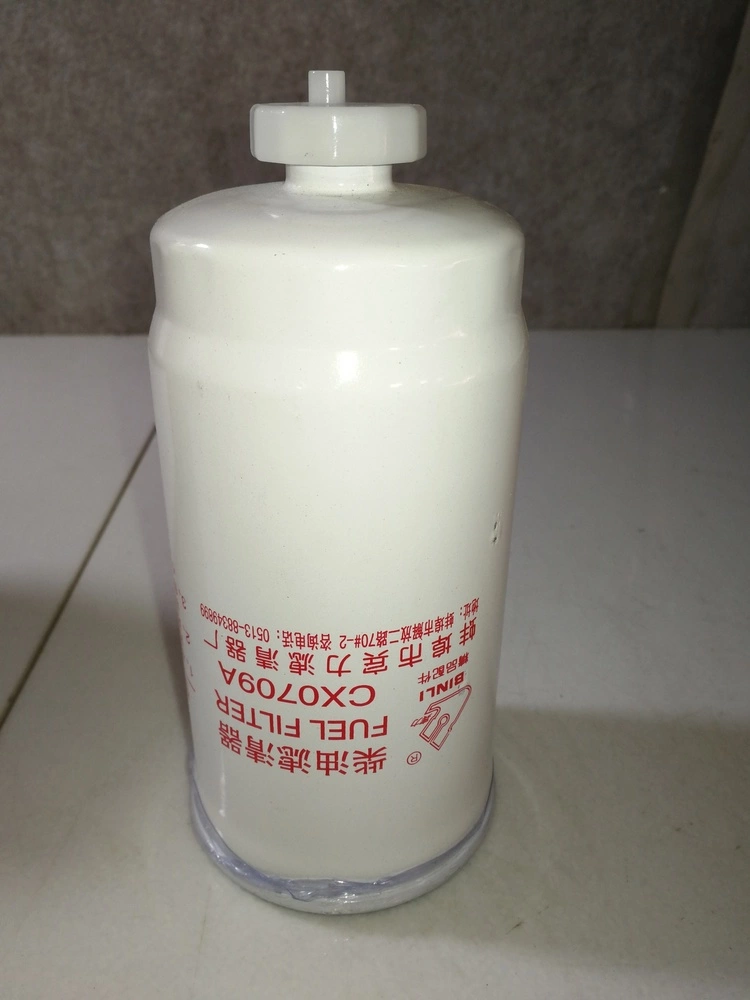 ®
柴油滤清器
FUEL FILTER
CX0709A
BINLI
精品配件
蚌埠市宾力滤清器厂
地址：蚌埠市解放二路70#-2 咨询电话：0513-88349899